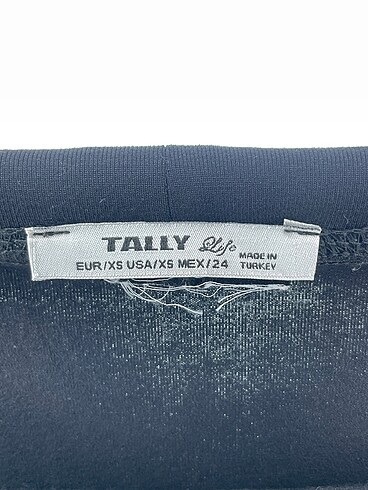 TALLY Life
MADE IN
TURKEY
EUR/XS USA/XS MEX/24